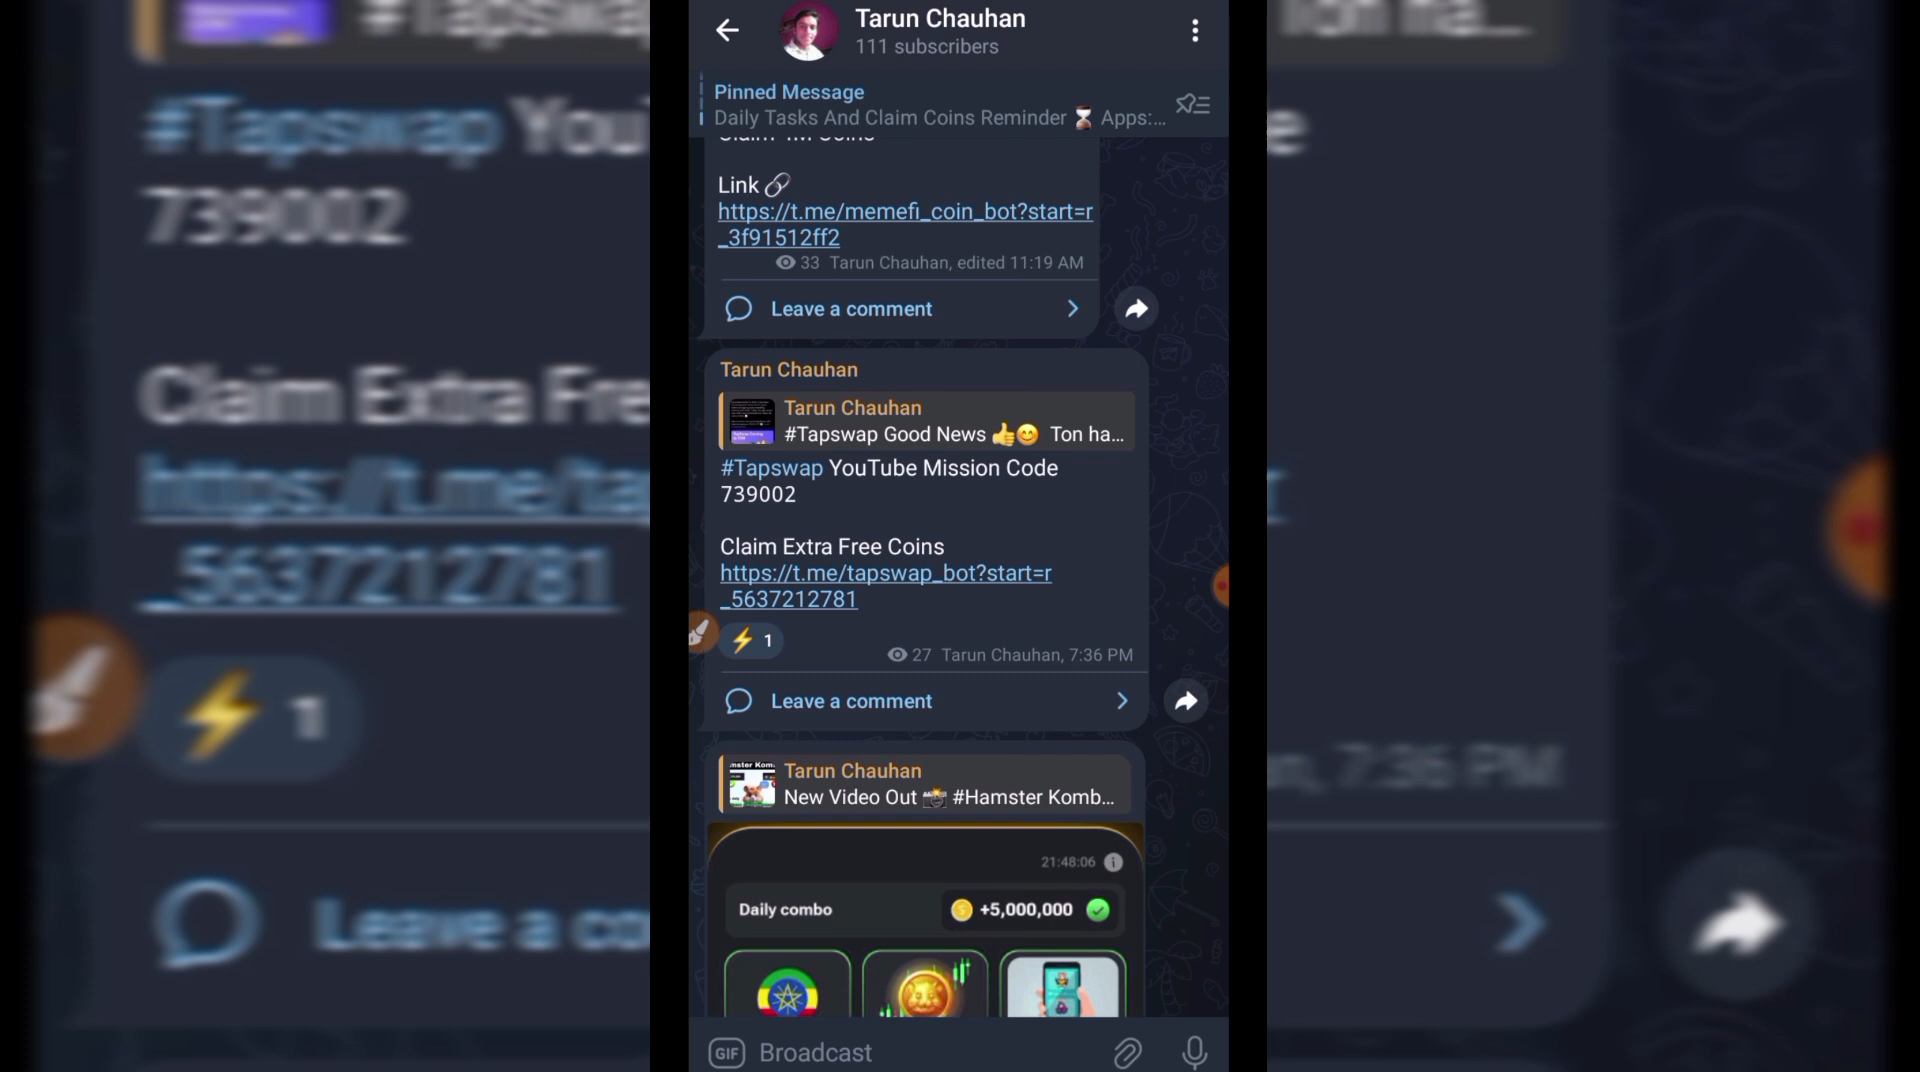 Tarun Chauhan
111 subscribers
Pinned Message
Daily Tasks And Claim Coins Reminder ⏳ Apps:...
Link 🔗
https://t.me/memefi_coin_bot?start=r
_3f91512ff2
33 Tarun Chauhan, edited 11:19 AM
Leave a comment
Tarun Chauhan
Tarun Chauhan
#Tapswap Good News 👍😊 Ton ha...
#Tapswap YouTube Mission Code
739002
Claim Extra Free Coins
https://t.me/tapswap_bot?start=r
_5637212781
⚡ 1
27 Tarun Chauhan, 7:36 PM
Leave a comment
Tarun Chauhan
New Video Out 📸 #Hamster Komb...
21:48:06
Daily combo +5,000,000
GIF Broadcast